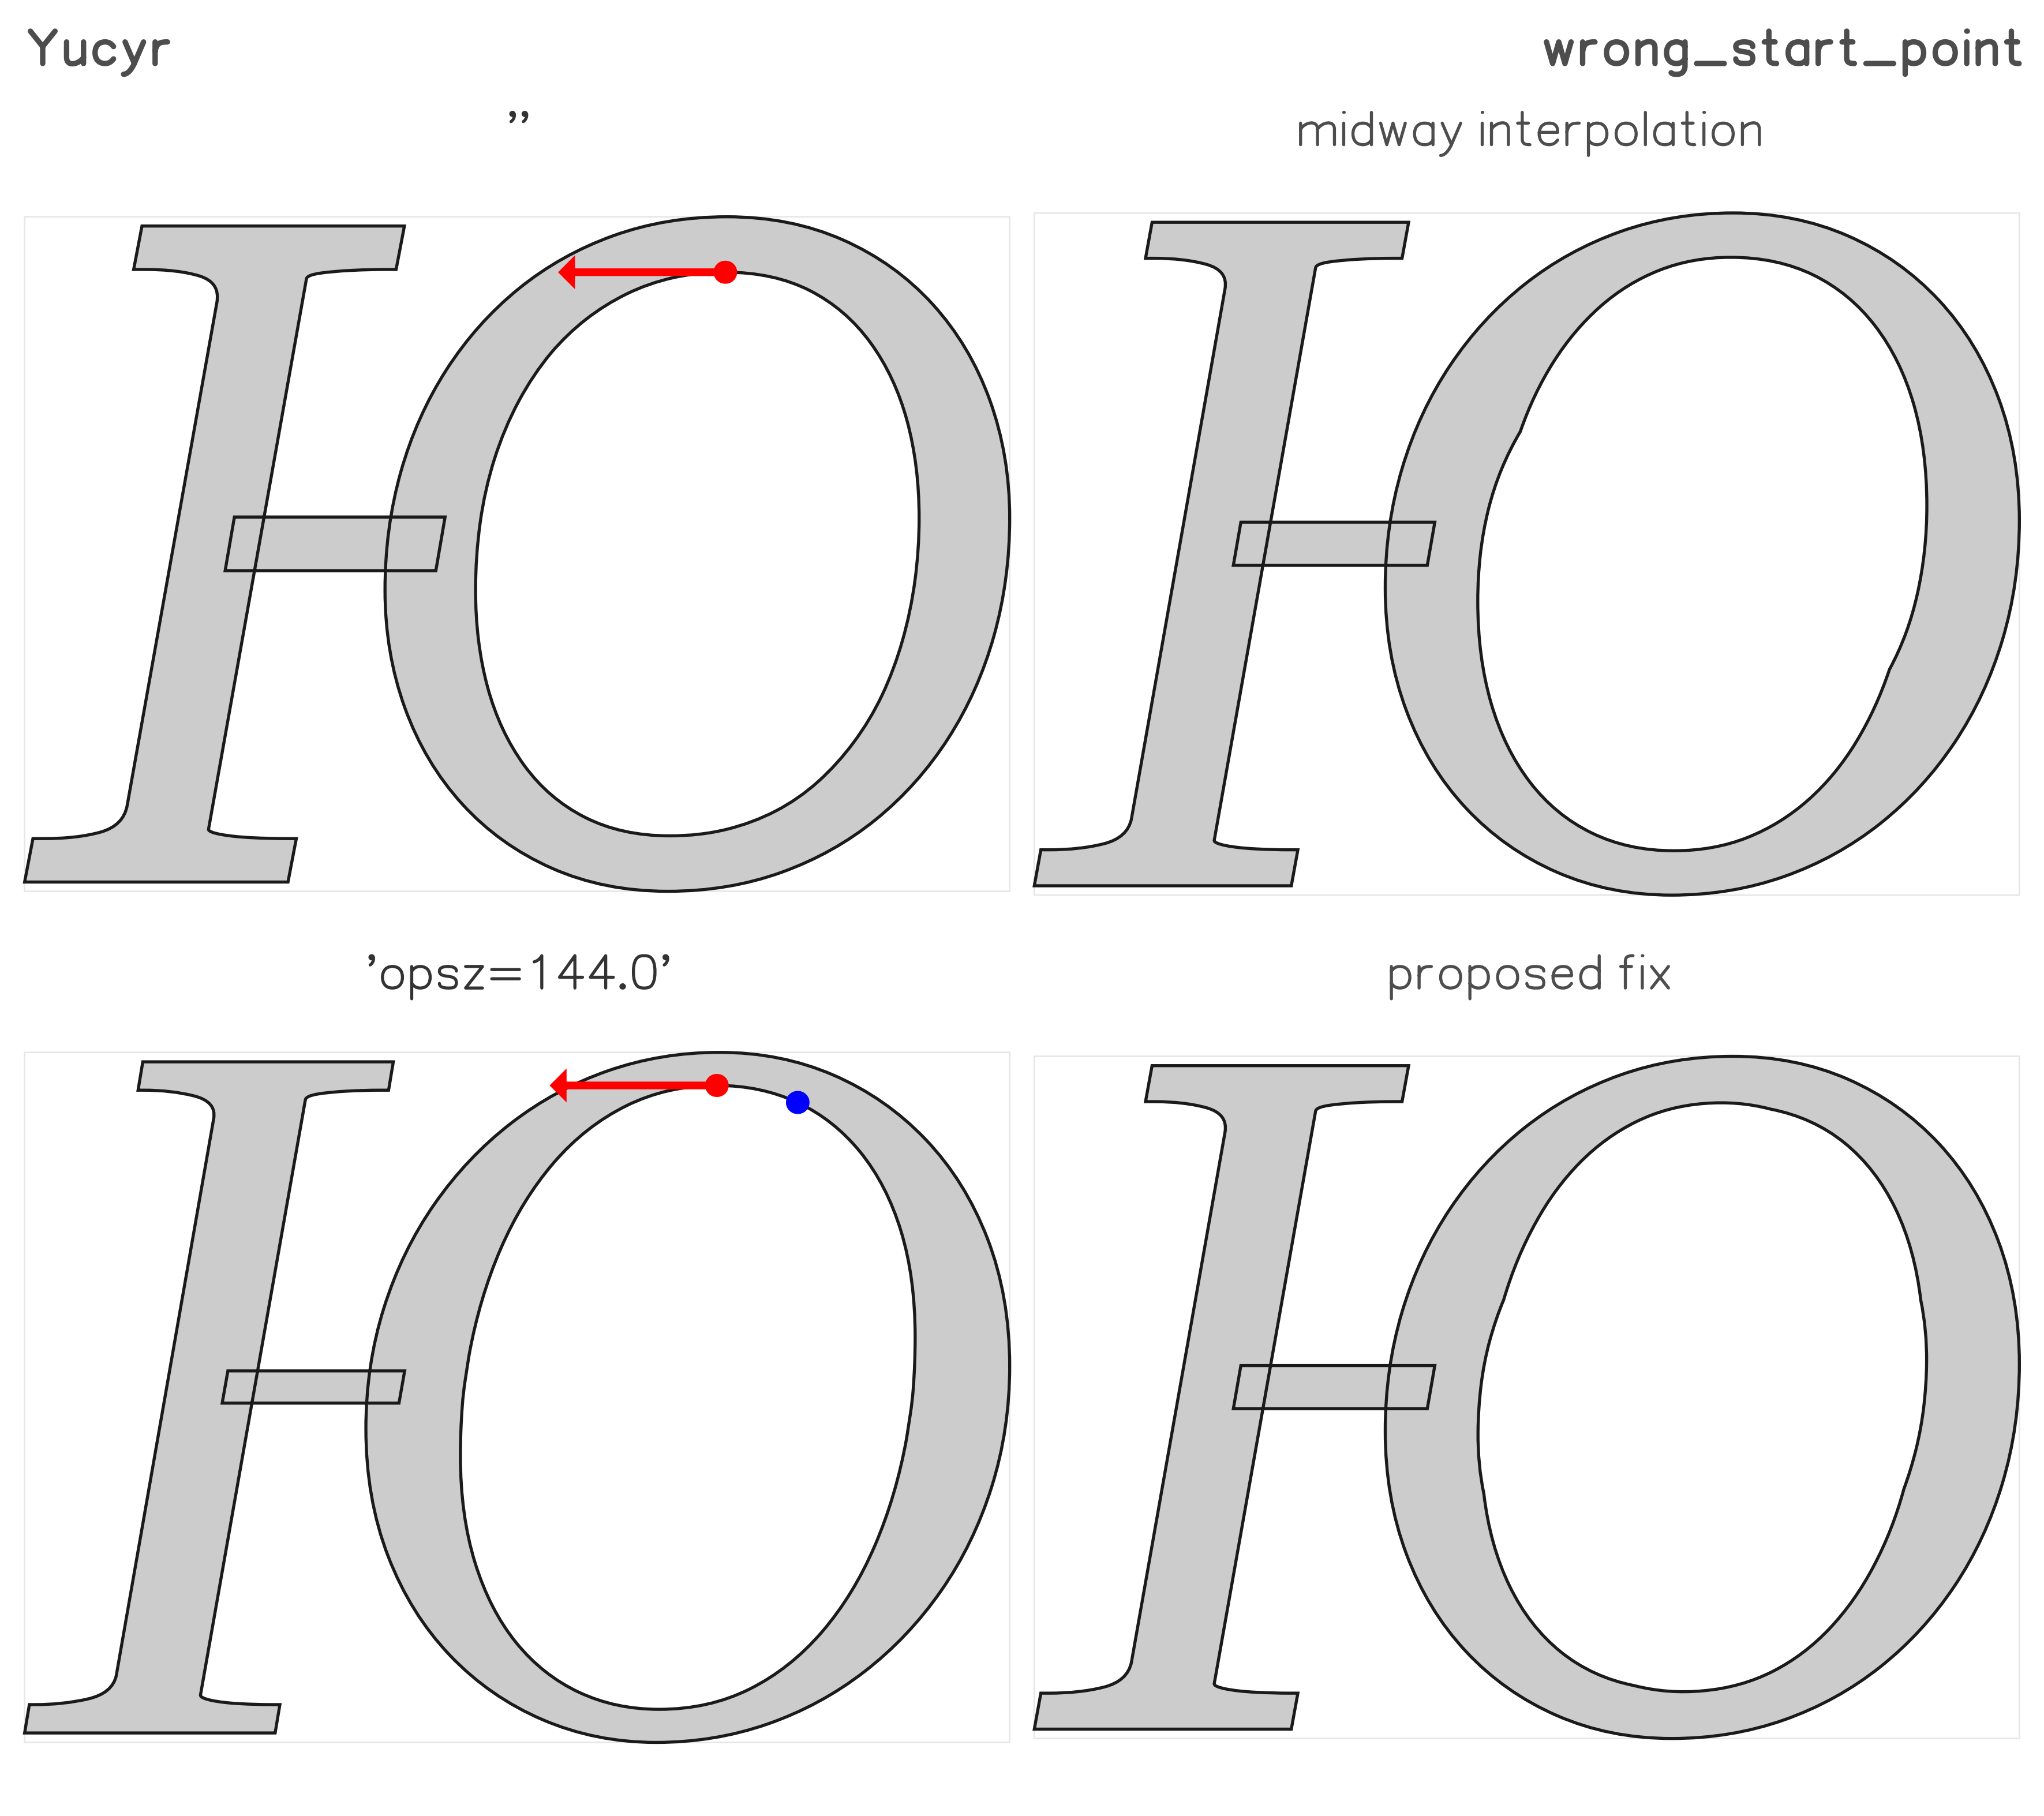 Yucyr wrong_start_point
’’ midway interpolation
Ю Ю
’opsz=144.0’ proposed fix
Ю Ю